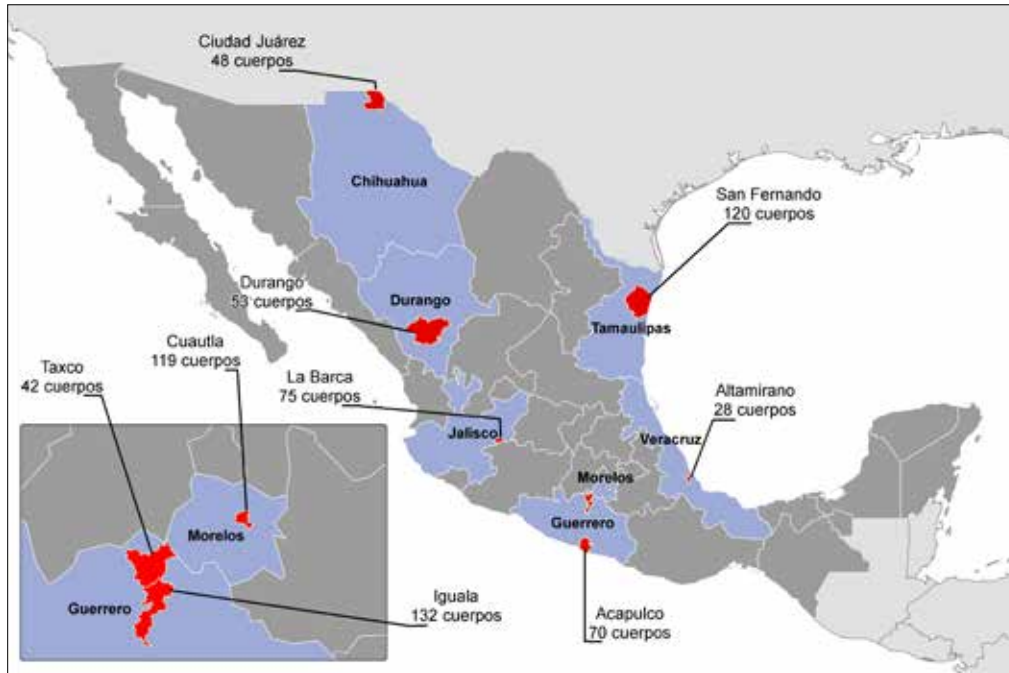 Ciudad Juárez
48 cuerpos
Chihuahua
San Fernando
120 cuerpos
Durango
53 cuerpos
Durango
Tamaulipas
Cuautla
119 cuerpos
Taxco
42 cuerpos
La Barca
75 cuerpos
Altamirano
28 cuerpos
Jalisco
Veracruz
Morelos
Guerrero
Morelos
Guerrero
Iguala
132 cuerpos
Acapulco
70 cuerpos